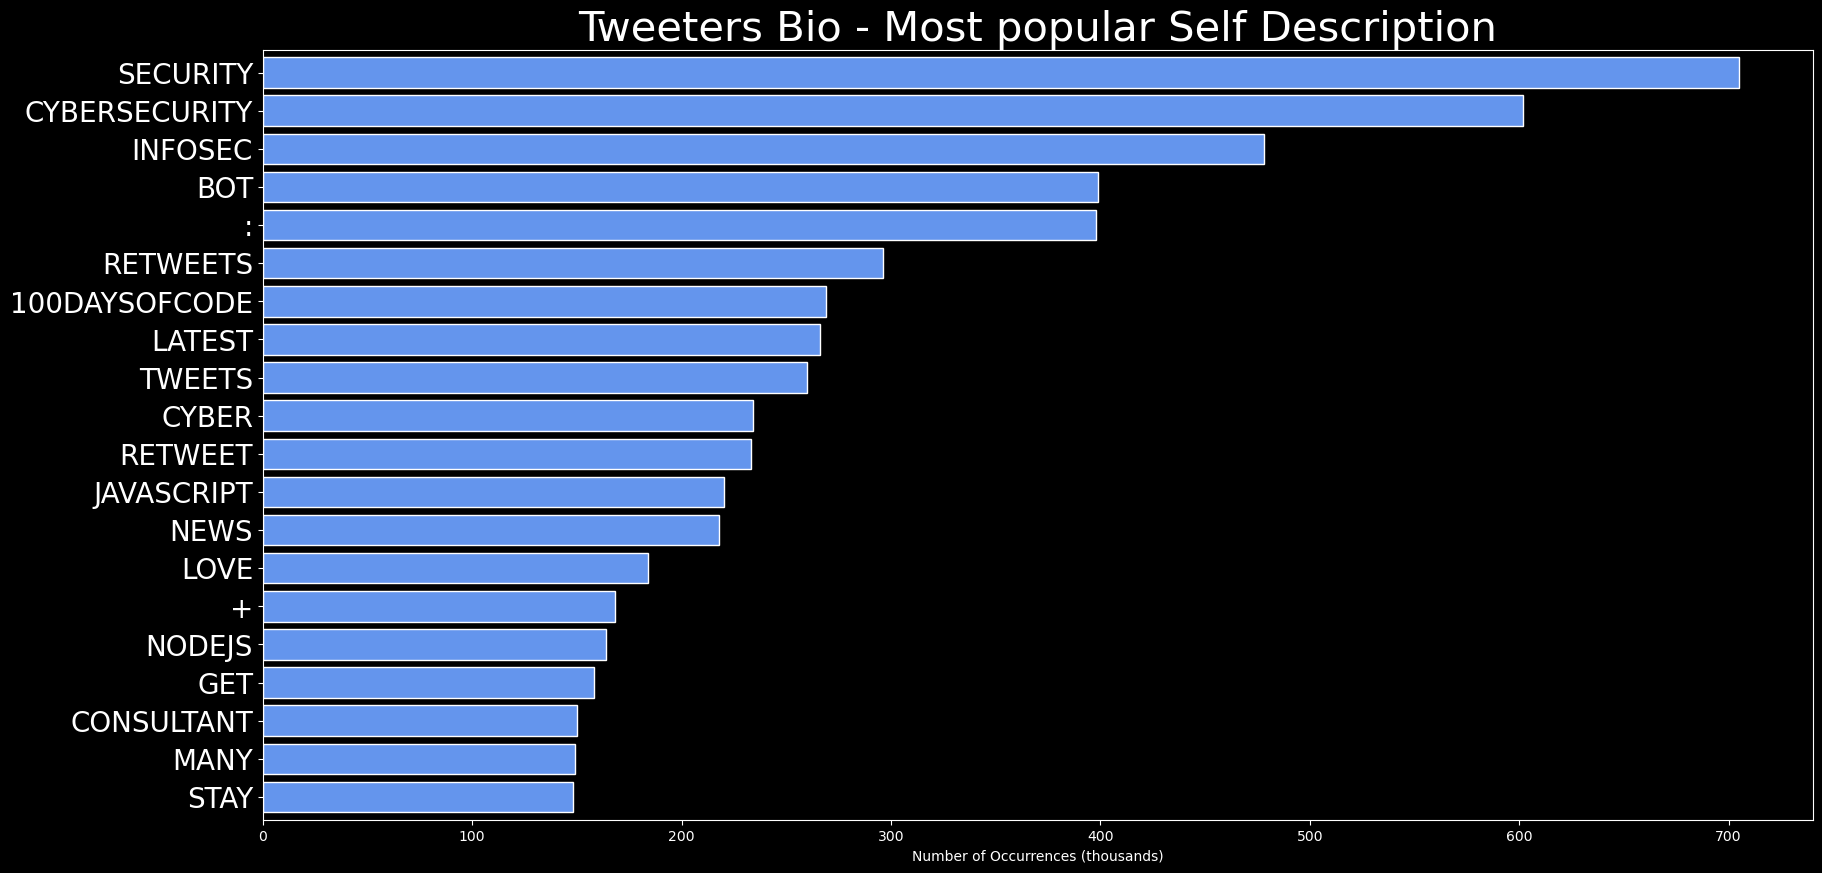 Tweeters Bio - Most popular Self Description
SECURITY
CYBERSECURITY
INFOSEC
BOT
:
RETWEETS
100DAYSOFCODE
LATEST
TWEETS
CYBER
RETWEET
JAVASCRIPT
NEWS
LOVE
+
NODEJS
GET
CONSULTANT
MANY
STAY
0 100 200 300 400 500 600 700
Number of Occurrences (thousands)